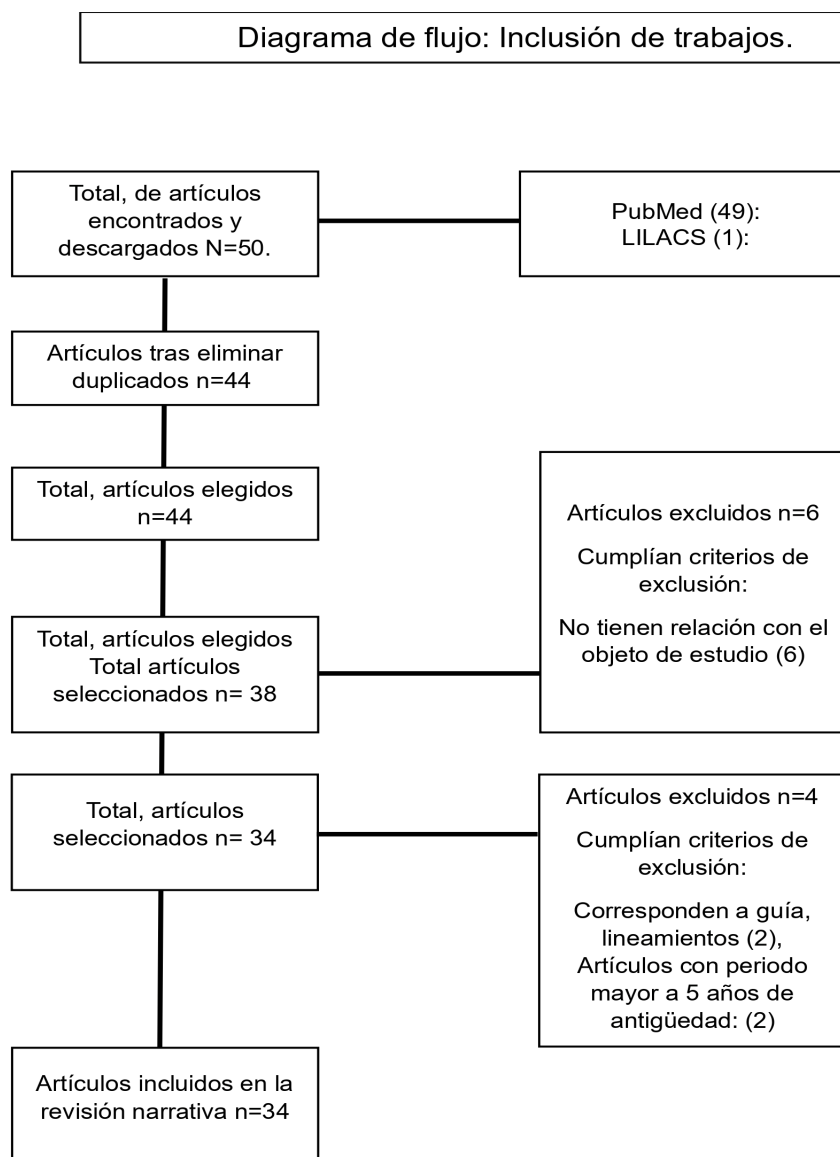 Diagrama de flujo: Inclusión de trabajos.
Total, de artículos
encontrados y
descargados N=50.
PubMed (49):
LILACS (1):
Artículos tras eliminar
duplicados n=44
Total, artículos elegidos
n=44
Artículos excluidos n=6
Cumplían criterios de
exclusión:
No tienen relación con el
objeto de estudio (6)
Total, artículos elegidos
Total artículos
seleccionados n= 38
Total, artículos
seleccionados n= 34
Artículos excluidos n=4
Cumplían criterios de
exclusión:
Corresponden a guía,
lineamientos (2),
Artículos con periodo
mayor a 5 años de
antigüedad: (2)
Artículos incluidos en la
revisión narrativa n=34